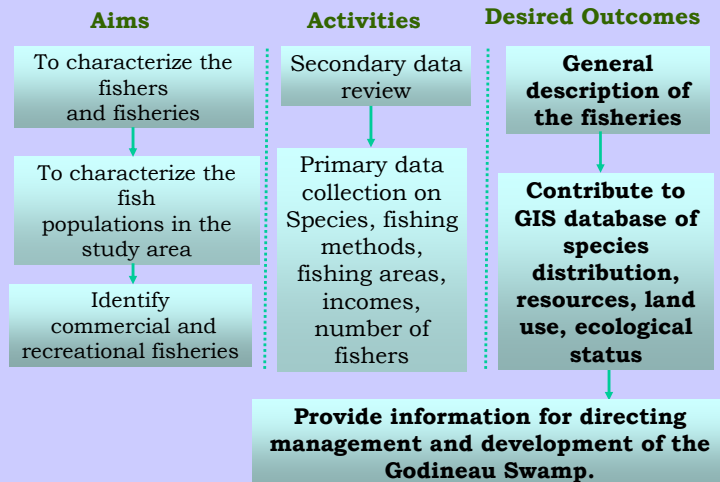 Aims
To characterize the
fishers
and fisheries
To characterize the
fish
populations in the
study area
Identify
commercial and
recreational fisheries
Activities
Secondary data
review
Primary data
collection on
Species, fishing
methods,
fishing areas,
incomes,
number of
fishers
Desired Outcomes
General
description of
the fisheries
Contribute to
GIS database of
species
distribution,
resources, land
use, ecological
status
Provide information for directing
management and development of the
Godineau Swamp.